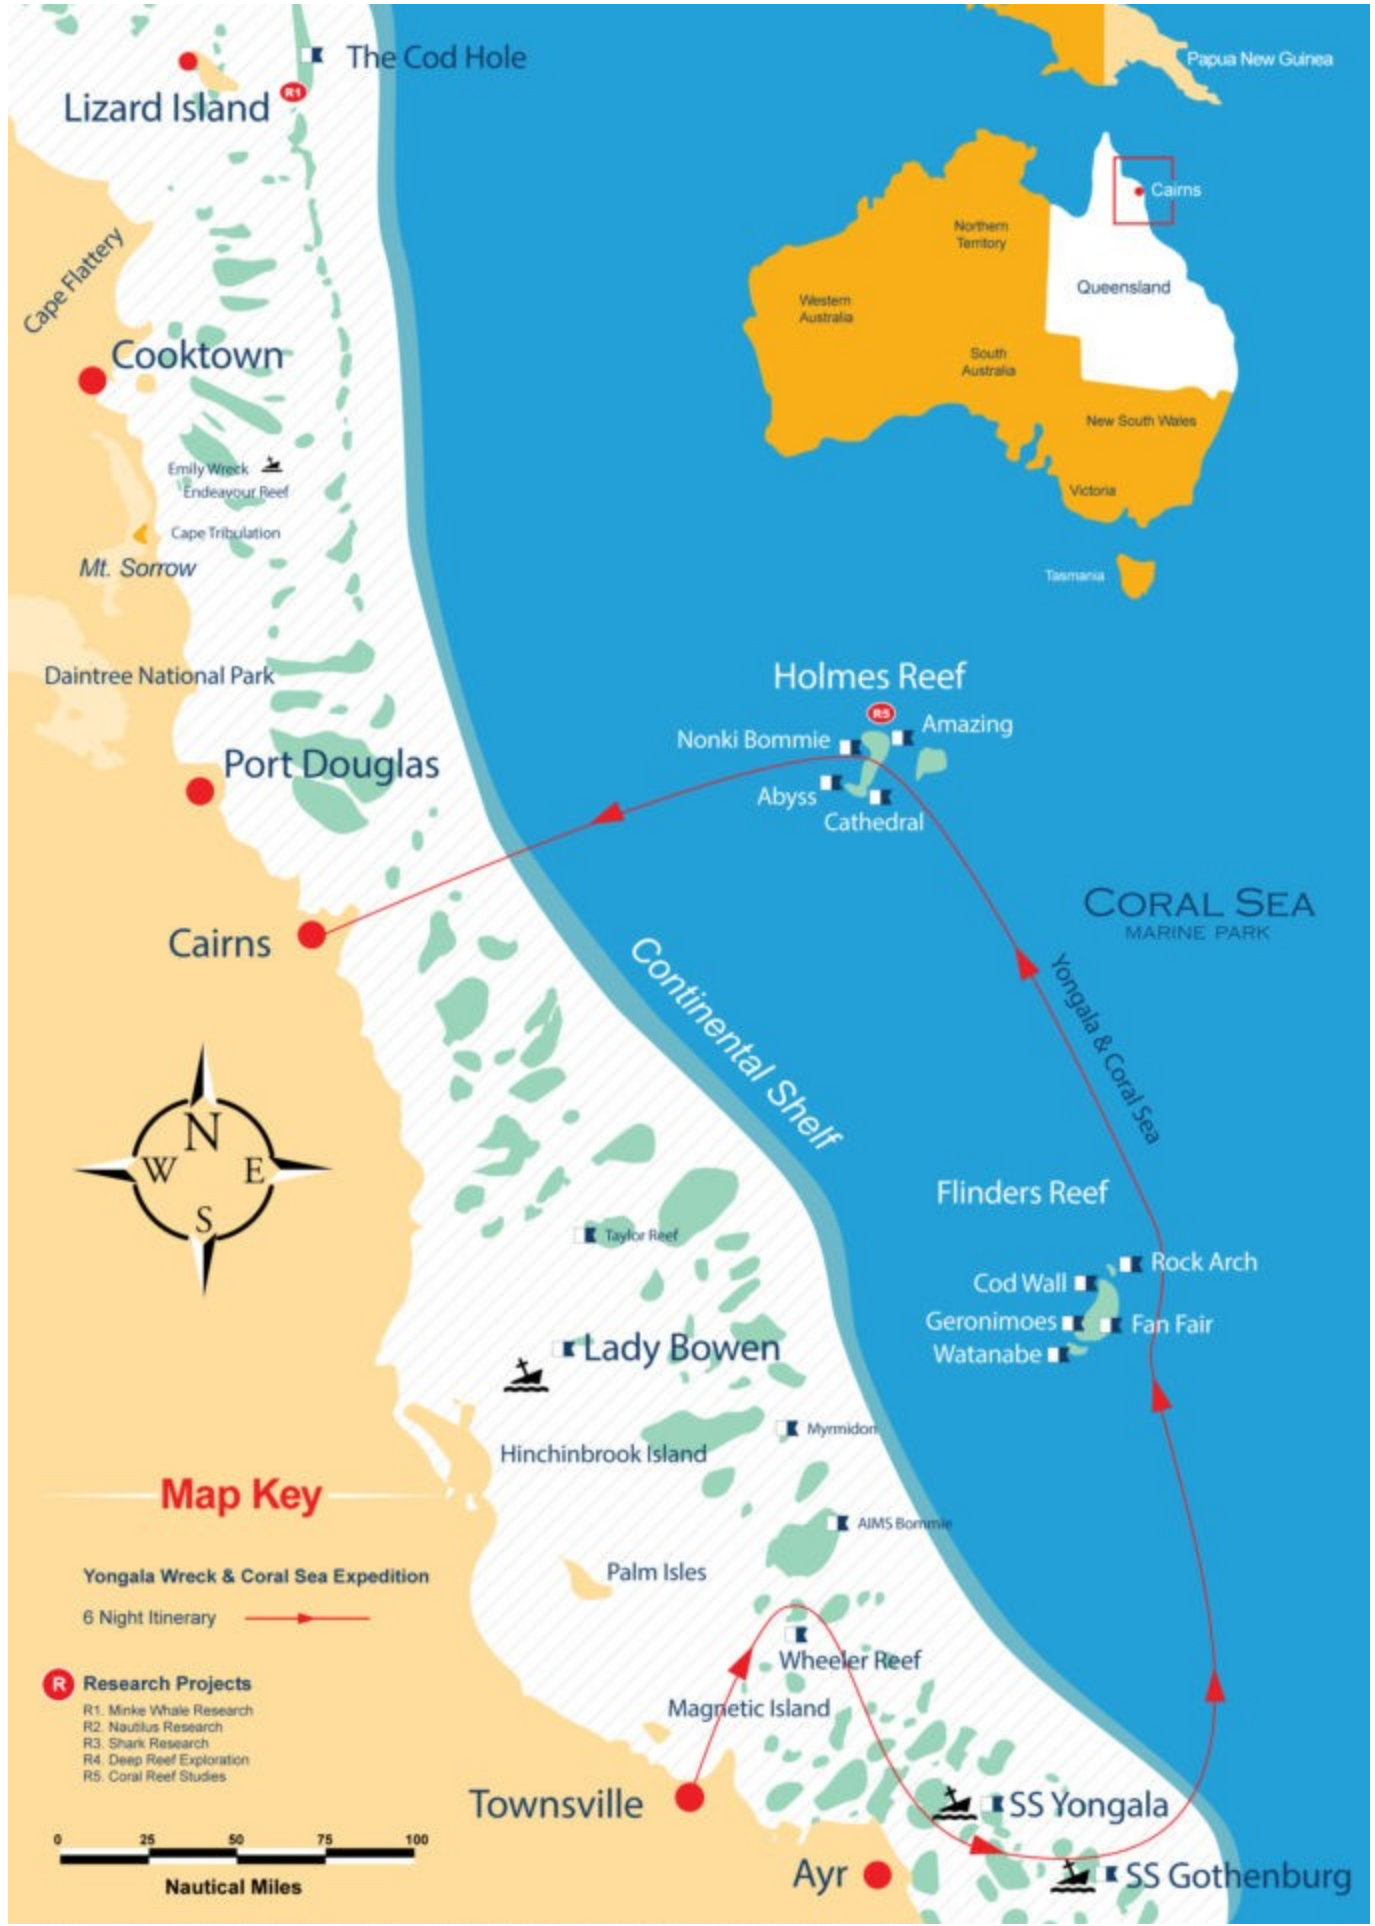 The Cod Hole
Papua New Guinea
R1
Lizard Island
Cairns
Northern
Territory
Cape Flattery
Queensland
Western
Australia
Cooktown
South
Australia
New South Wales
Emily Wreck
Endeavour Reef
Victoria
Cape Tribulation
Mt. Sorrow
Tasmania
Daintree National Park
Holmes Reef
R5
Amazing
Nonki Bommie
Port Douglas
Abyss
Cathedral
CORAL SEA
MARINE PARK
Cairns
Continental Shelf
Yongala & Coral Sea
N
W E
S
Flinders Reef
Taylor Reef
Rock Arch
Cod Wall
Geronimoes
Fan Fair
Watanabe
Lady Bowen
Myrmidon
Hinchinbrook Island
Map Key
AIMS Bommie
Yongala Wreck & Coral Sea Expedition
Palm Isles
6 Night Itinerary
Wheeler Reef
R Research Projects
R1. Minke Whale Research
R2. Nautilus Research
R3. Shark Research
R4. Deep Reef Exploration
R5. Coral Reef Studies
Magnetic Island
Townsville
SS Yongala
0 25 50 75 100
Nautical Miles
Ayr
SS Gothenburg